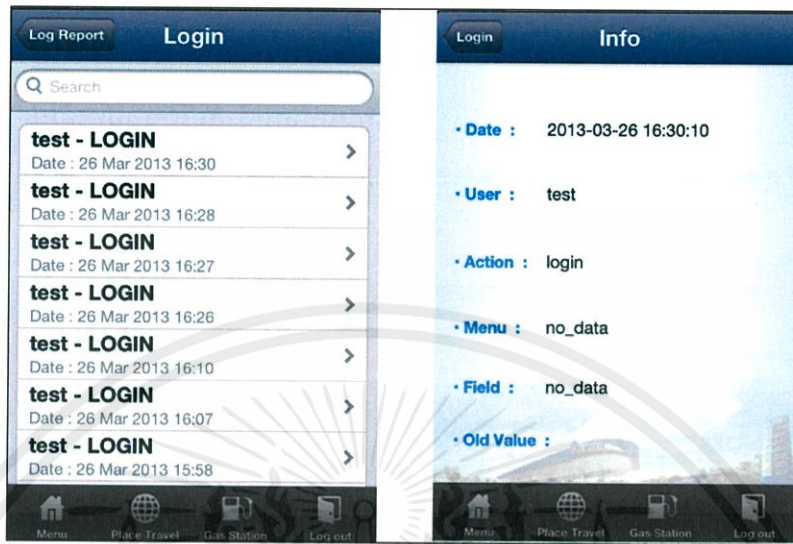 Log Report
Login
Search
test - LOGIN
Date : 26 Mar 2013 16:30
test - LOGIN
Date : 26 Mar 2013 16:28
test - LOGIN
Date : 26 Mar 2013 16:27
test - LOGIN
Date : 26 Mar 2013 16:26
test - LOGIN
Date : 26 Mar 2013 16:10
test - LOGIN
Date : 26 Mar 2013 16:07
test - LOGIN
Date : 26 Mar 2013 15:58
Menu
Place Travel
Gas Station
Log out
Login
Info
• Date : 2013-03-26 16:30:10
• User : test
• Action : login
• Menu : no_data
• Field : no_data
• Old Value :
Menu
Place Travel
Gas Station
Log out